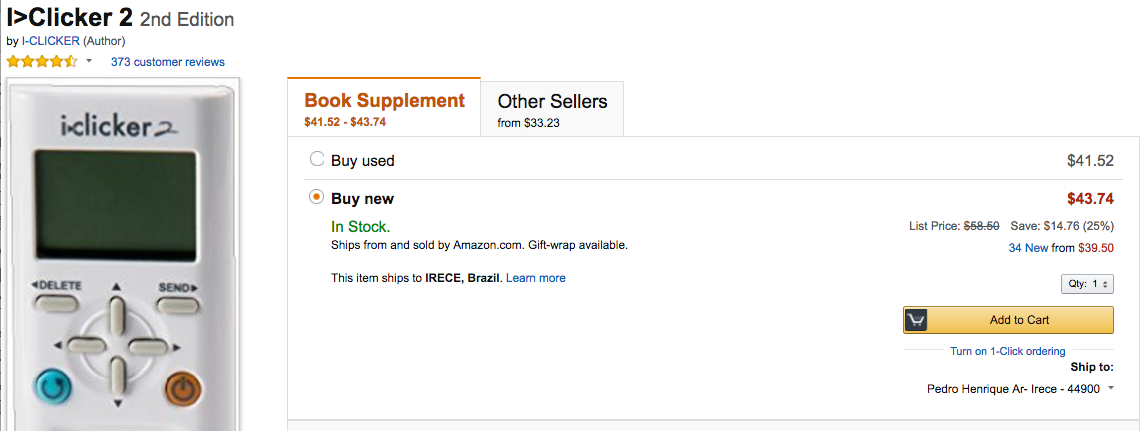 I>Clicker 2 2nd Edition
by I-CLICKER (Author)
373 customer reviews
i>clicker 2
DELETE
SEND
Book Supplement
$41.52 - $43.74
Other Sellers
from $33.23
Buy used $41.52
Buy new $43.74
In Stock. List Price: $58.50 Save: $14.76 (25%)
Ships from and sold by Amazon.com. Gift-wrap available.
34 New from $39.50
This item ships to IRECE, Brazil. Learn more
Qty: 1
Add to Cart
Turn on 1-Click ordering
Ship to:
Pedro Henrique Ar- Irece - 44900